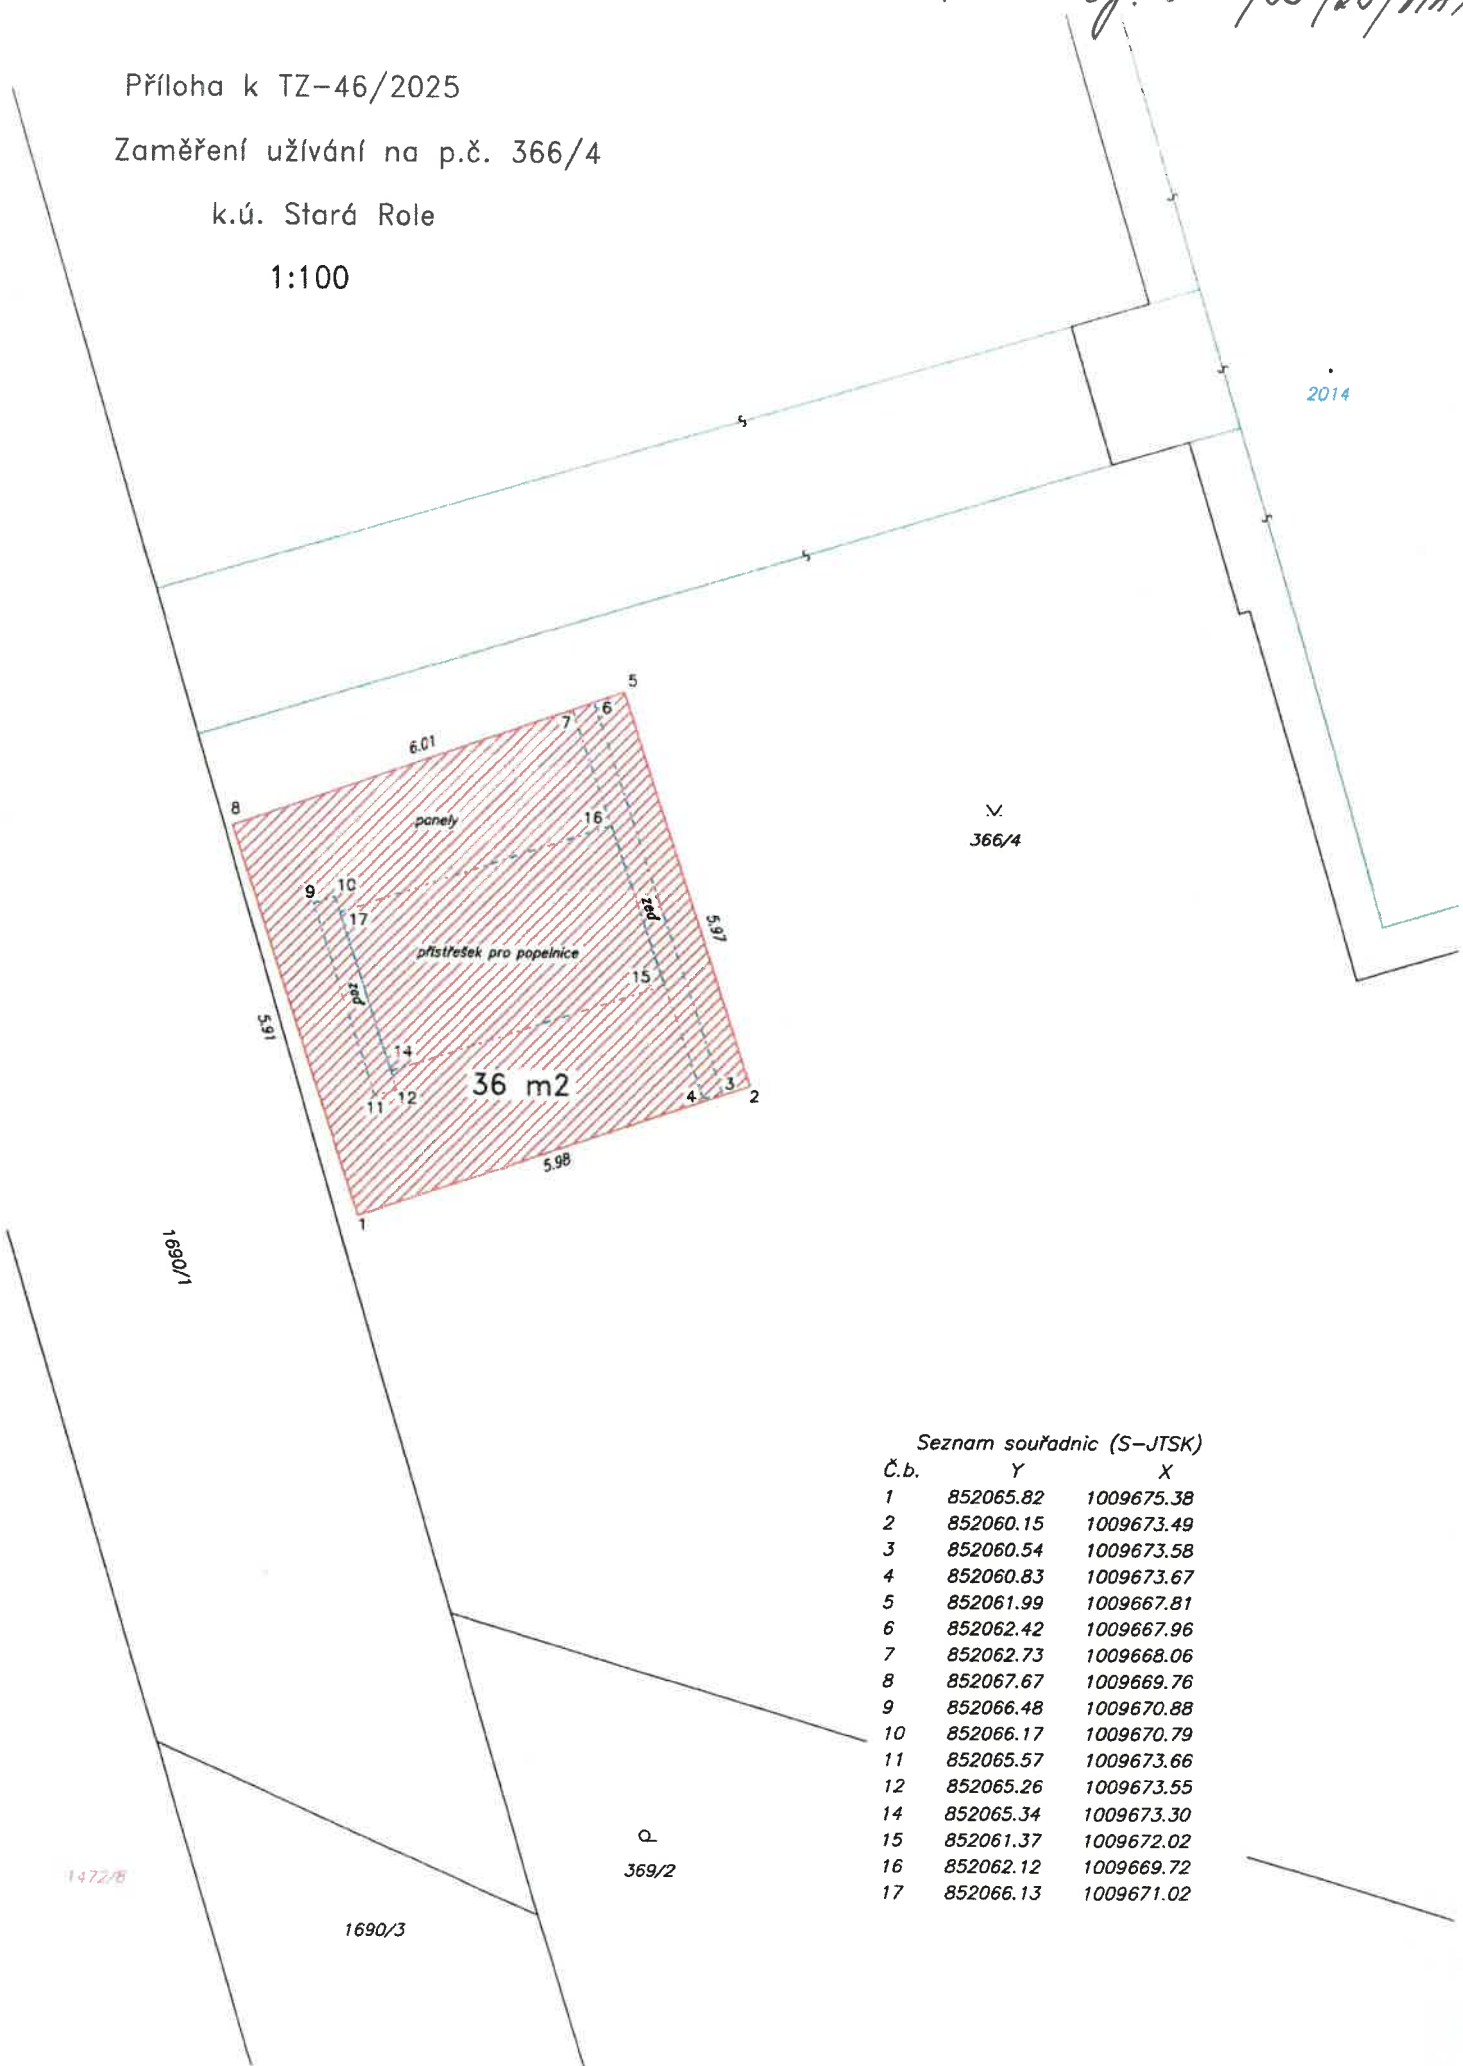 Příloha k TZ-46/2025
Zaměření užívání na p.č. 366/4
k.ú. Stará Role
1:100
2014
5
6
7
6.01
8
panely
16
366/4
10
9
17
zeď
5.97
přístřešek pro popelnice
15
zeď
5.91
14
36 m2
3
2
4
12
11
5.98
1
1690/1
Seznam souřadnic (S-JTSK)
Č.b. Y X
1 852065.82 1009675.38
2 852060.15 1009673.49
3 852060.54 1009673.58
4 852060.83 1009673.67
5 852061.99 1009667.81
6 852062.42 1009667.96
7 852062.73 1009668.06
8 852067.67 1009669.76
9 852066.48 1009670.88
10 852066.17 1009670.79
11 852065.57 1009673.66
12 852065.26 1009673.55
14 852065.34 1009673.30
15 852061.37 1009672.02
16 852062.12 1009669.72
17 852066.13 1009671.02
369/2
1472/8
1690/3